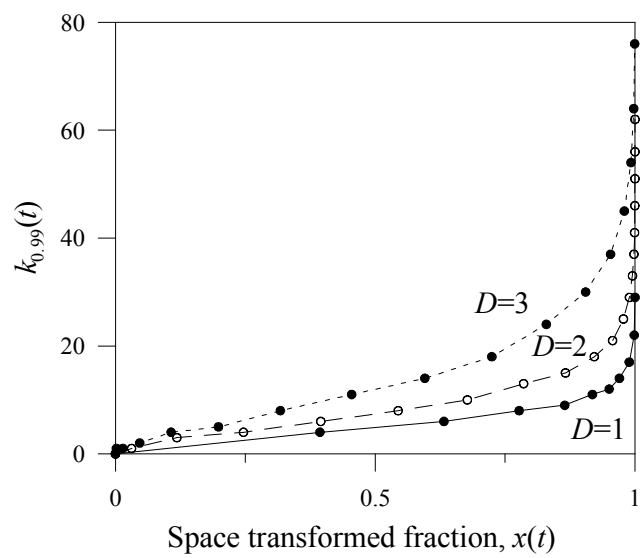 80
60
40
20
0
k0.99(t)
D=3
D=2
D=1
0
0.5
1
Space transformed fraction, x(t)